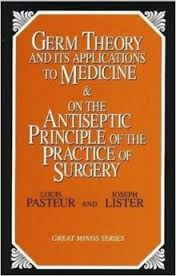 GERM THEORY
AND ITS APPLICATIONS
TO MEDICINE
&
ON THE
ANTISEPTIC
PRINCIPLE OF THE
PRACTICE OF
SURGERY
LOUIS JOSEPH
PASTEUR AND LISTER
GREAT MINDS SERIES